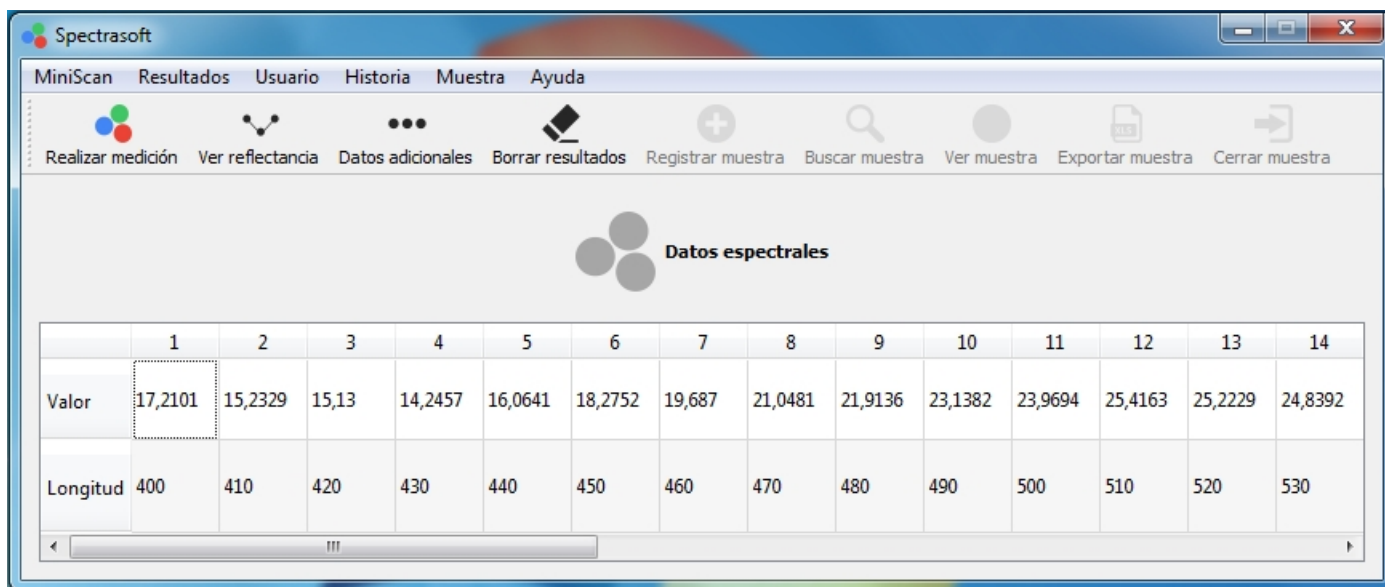 Spectrasoft
MiniScan Resultados Usuario Historia Muestra Ayuda
Realizar medición Ver reflectancia Datos adicionales Borrar resultados Registrar muestra Buscar muestra Ver muestra XLS Exportar muestra Cerrar muestra
Datos espectrales
1 2 3 4 5 6 7 8 9 10 11 12 13 14
Valor 17,2101 15,2329 15,13 14,2457 16,0641 18,2752 19,687 21,0481 21,9136 23,1382 23,9694 25,4163 25,2229 24,8392
Longitud 400 410 420 430 440 450 460 470 480 490 500 510 520 530